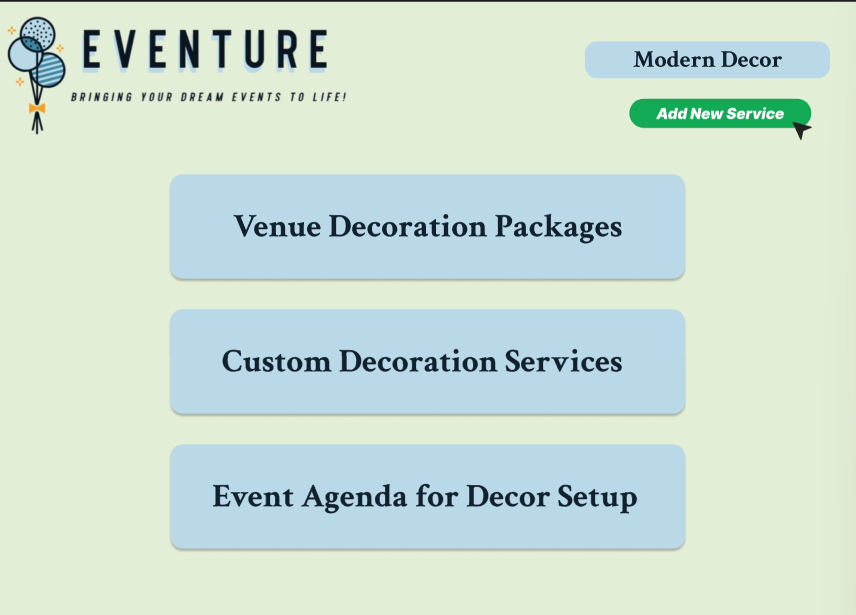 EVENTURE
BRINGING YOUR DREAM EVENTS TO LIFE!
Modern Decor
Add New Service
Venue Decoration Packages
Custom Decoration Services
Event Agenda for Decor Setup